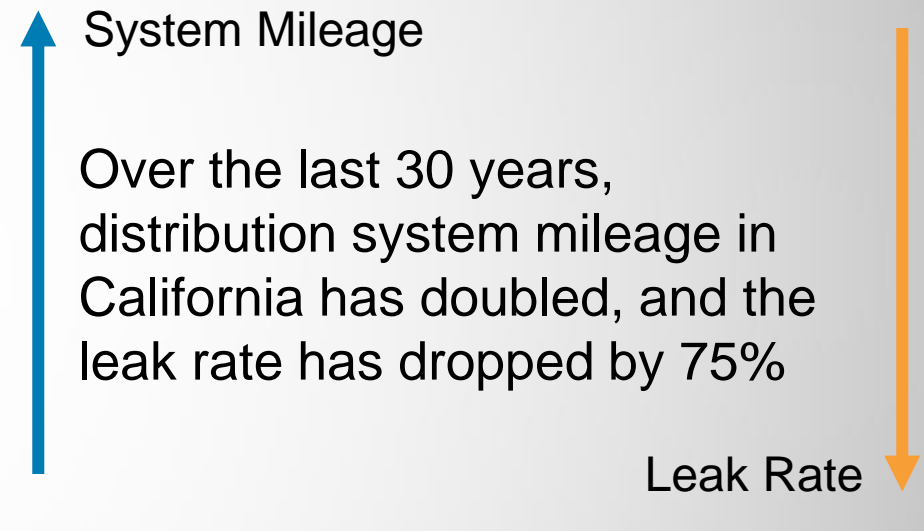 System Mileage
Over the last 30 years,
distribution system mileage in
California has doubled, and the
leak rate has dropped by 75%
Leak Rate